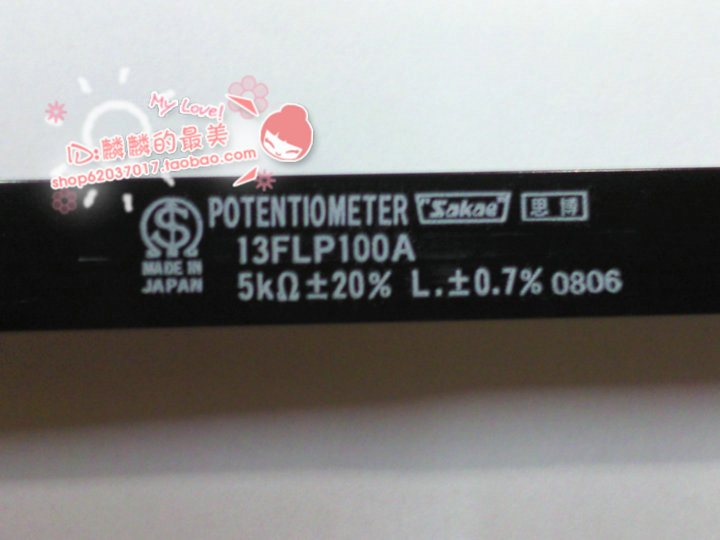 My Love!
ID:麟麟的最美
shop62037017.taobao.com
POTENTIOMETER "Sakae" 思博
13FLP100A
MADE IN
JAPAN
5kΩ±20% L.±0.7% 0806